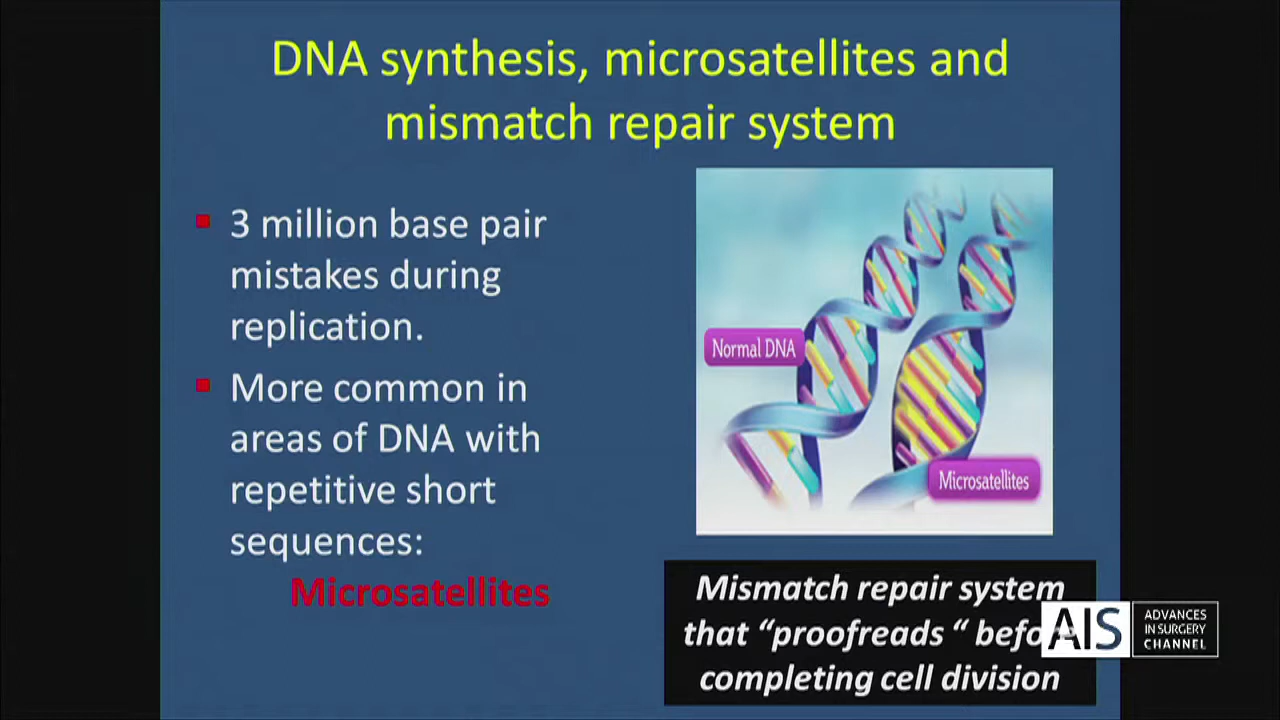 DNA synthesis, microsatellites and
mismatch repair system
3 million base pair
mistakes during
replication.
More common in
areas of DNA with
repetitive short
sequences:
Microsatellites
Normal DNA
Microsatellites
Mismatch repair system
that “proofreads “ before
completing cell division
AIS
ADVANCES
IN SURGERY
CHANNEL